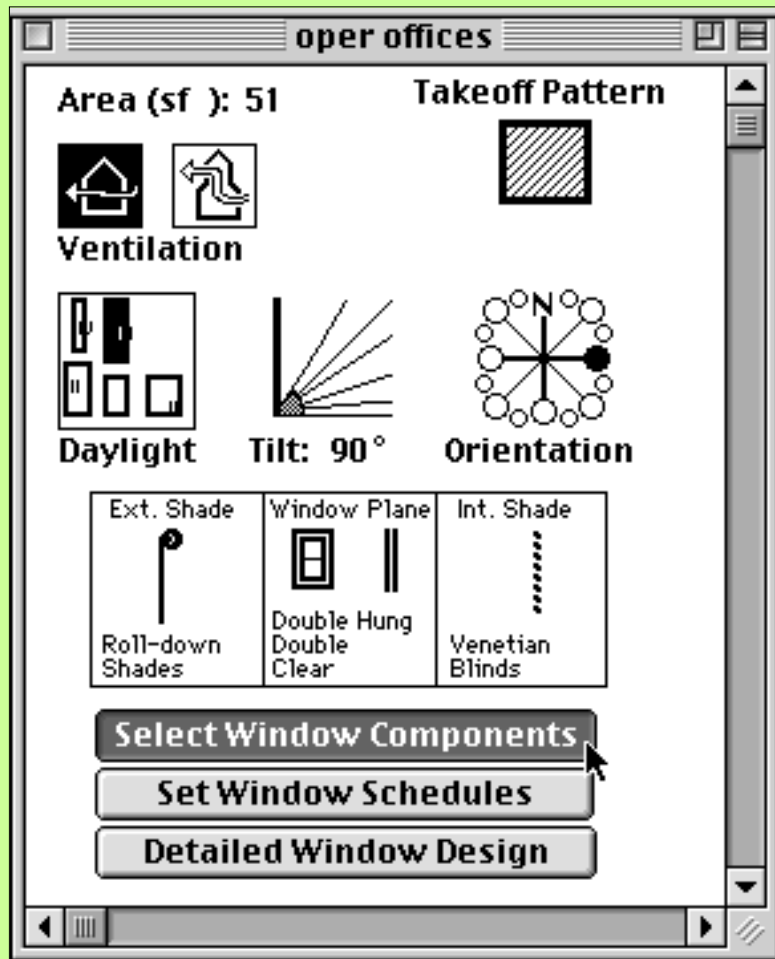 oper offices
Area (sf ): 51
Takeoff Pattern
Ventilation
N
Daylight
Tilt: 90°
Orientation
Ext. Shade
Roll-down
Shades
Window Plane
Double Hung
Double
Clear
Int. Shade
Venetian
Blinds
Select Window Components
Set Window Schedules
Detailed Window Design